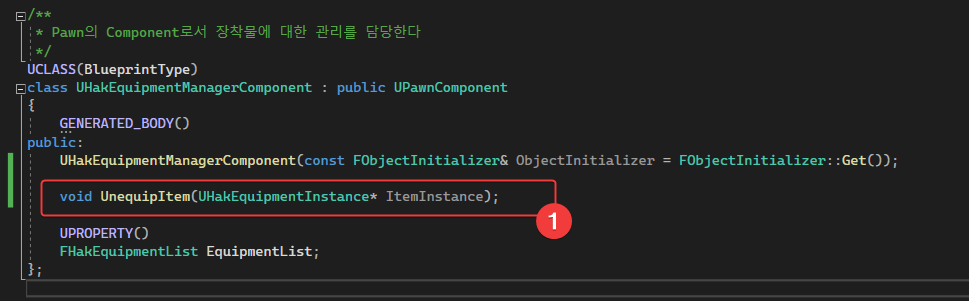 /**
* Pawn의 Component로서 장착물에 대한 관리를 담당한다
*/
UCLASS(BlueprintType)
class UHakEquipmentManagerComponent : public UPawnComponent
{
GENERATED_BODY()
public:
UHakEquipmentManagerComponent(const FObjectInitializer& ObjectInitializer = FObjectInitializer::Get());
void UnequipItem(UHakEquipmentInstance* ItemInstance);
1
UPROPERTY()
FHakEquipmentList EquipmentList;
};